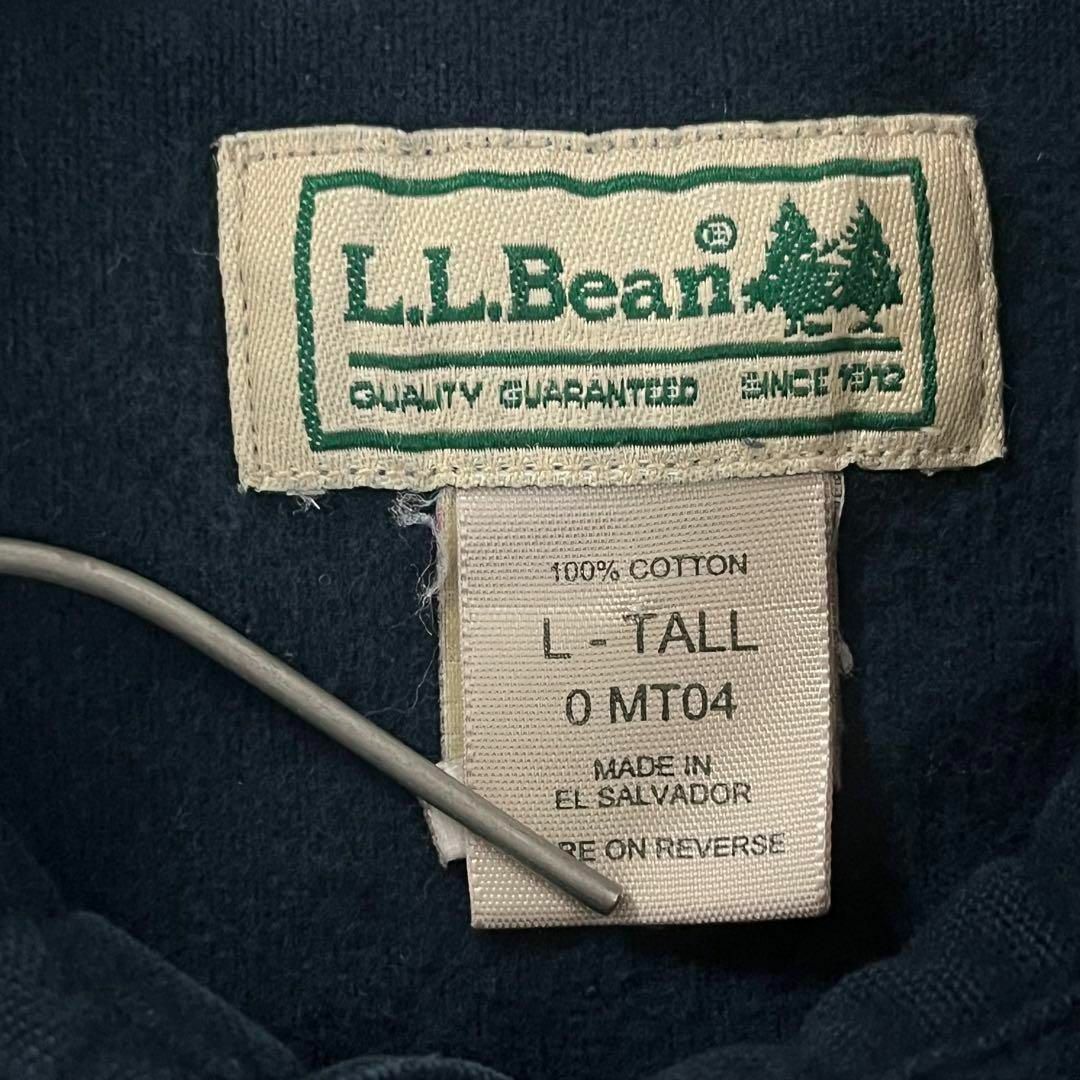 L.L.Bean®
QUALITY GUARANTEED SINCE 1912
100% COTTON
L - TALL
0 MT04
MADE IN
EL SALVADOR
RE ON REVERSE